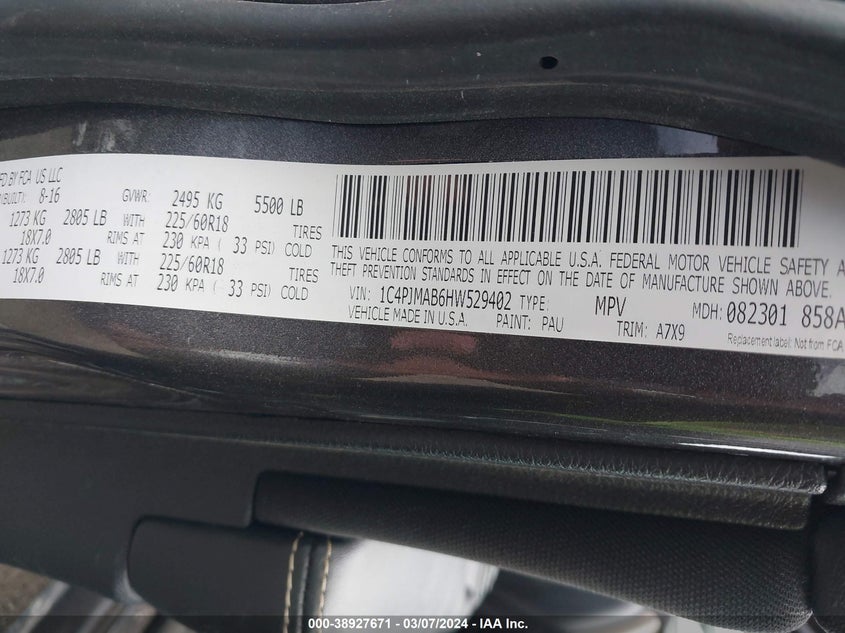 FD BY FCA US LLC
(BUILT): 8-16 GVWR: 2495 KG 5500 LB
1273 KG 2805 LB WITH 225/60R18 TIRES
18X7.0 RIMS AT 230 KPA ( 33 PSI) COLD
1273 KG 2805 LB WITH 225/60R18 TIRES
18X7.0 RIMS AT 230 KPA ( 33 PSI) COLD
THIS VEHICLE CONFORMS TO ALL APPLICABLE U.S.A. FEDERAL MOTOR VEHICLE SAFETY A
THEFT PREVENTION STANDARDS IN EFFECT ON THE DATE OF MANUFACTURE SHOWN ABOVE.
VIN: 1C4PJMAB6HW529402 TYPE: MPV MDH: 082301 858A
VEHICLE MADE IN U.S.A. PAINT: PAU TRIM: A7X9
Replacement label: Not from FCA
000-38927671 - 03/07/2024 - IAA Inc.